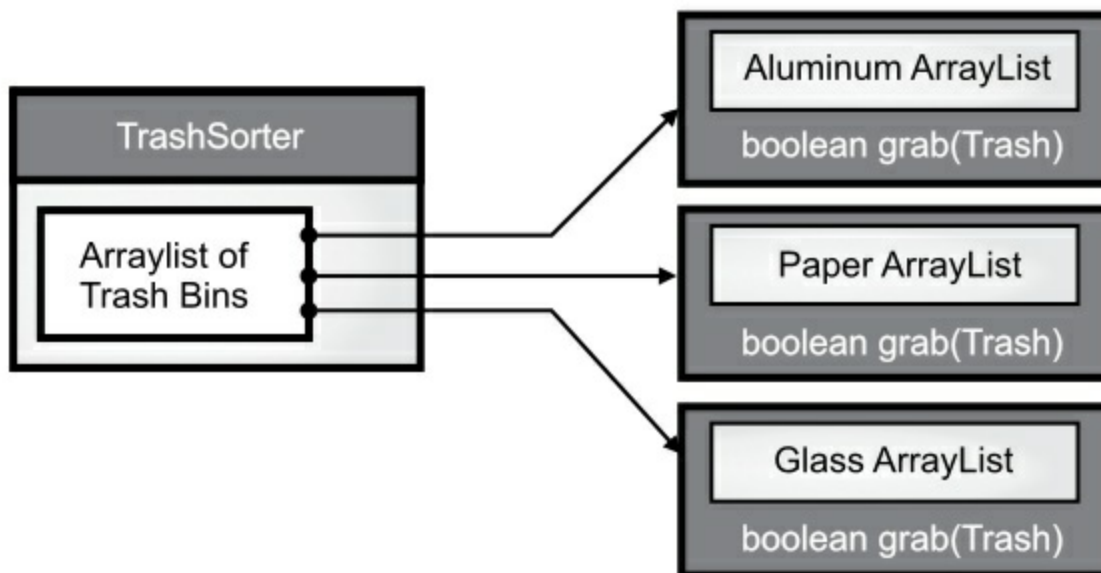 TrashSorter
Arraylist of
Trash Bins
Aluminum ArrayList
boolean grab(Trash)
Paper ArrayList
boolean grab(Trash)
Glass ArrayList
boolean grab(Trash)